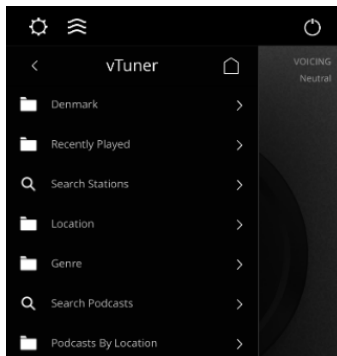 vTuner
VOICING
Neutral
Denmark
Recently Played
Search Stations
Location
Genre
Search Podcasts
Podcasts By Location